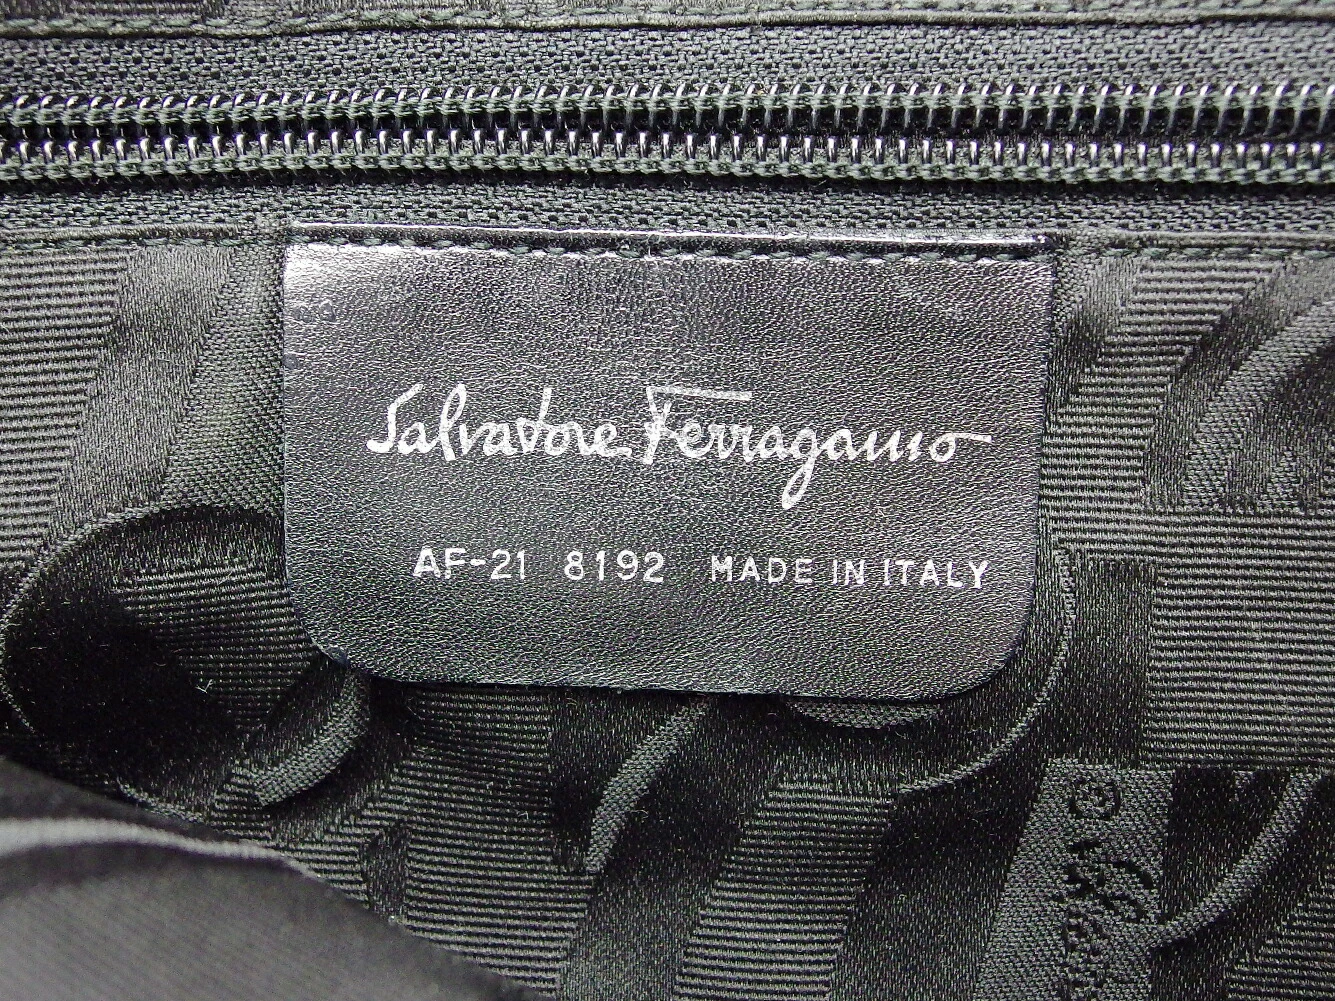 Salvatore Ferragamo
AF-21 8192 MADE IN ITALY